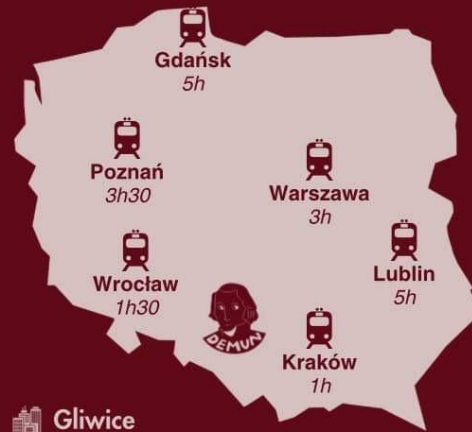 Gdańsk
5h
Poznań
3h30
Warszawa
3h
Wrocław
1h30
Lublin
5h
DEMUN
Kraków
1h
Gliwice